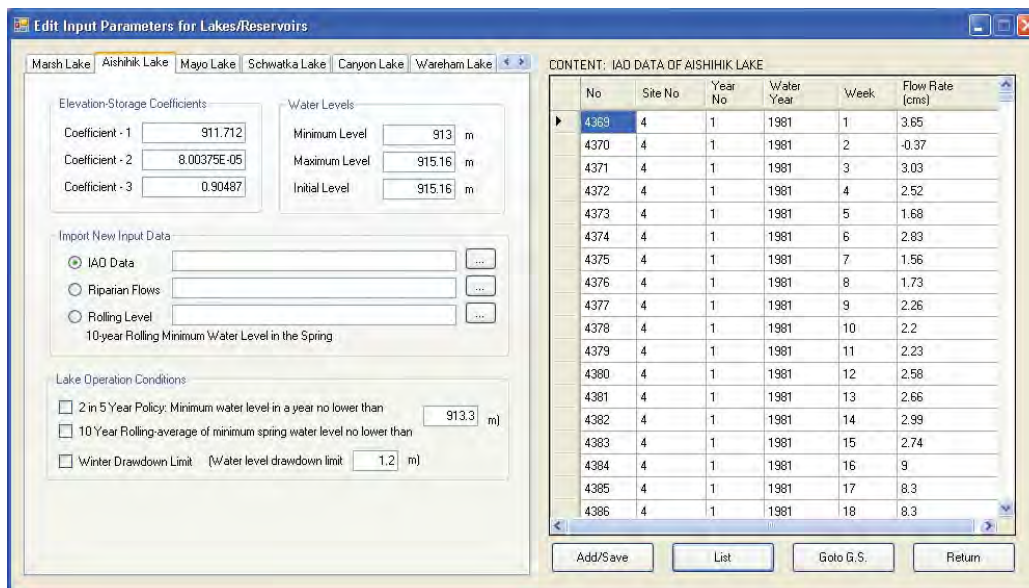 Edit Input Parameters for Lakes/Reservoirs
Marsh Lake Aishihik Lake Mayo Lake Schwatka Lake Canyon Lake Wareham Lake
Elevation-Storage Coefficients
Coefficient - 1 911.712
Coefficient - 2 8.00375E-05
Coefficient - 3 0.90487
Water Levels
Minimum Level 913 m
Maximum Level 915.16 m
Initial Level 915.16 m
Import New Input Data
IAO Data ...
Riparian Flows ...
Rolling Level ...
10-year Rolling Minimum Water Level in the Spring
Lake Operation Conditions
2 in 5 Year Policy: Minimum water level in a year no lower than
913.3 m)
10 Year Rolling-average of minimum spring water level no lower than
Winter Drawdown Limit (Water level drawdown limit 1.2 m)
CONTENT: IAO DATA OF AISHIHIK LAKE
No Site No Year No Water Year Week Flow Rate (cms)
4369 4 1 1981 1 3.65
4370 4 1 1981 2 -0.37
4371 4 1 1981 3 3.03
4372 4 1 1981 4 2.52
4373 4 1 1981 5 1.68
4374 4 1 1981 6 2.83
4375 4 1 1981 7 1.56
4376 4 1 1981 8 1.73
4377 4 1 1981 9 2.26
4378 4 1 1981 10 2.2
4379 4 1 1981 11 2.23
4380 4 1 1981 12 2.58
4381 4 1 1981 13 2.66
4382 4 1 1981 14 2.99
4383 4 1 1981 15 2.74
4384 4 1 1981 16 9
4385 4 1 1981 17 8.3
4386 4 1 1981 18 8.3
Add/Save List Goto G.S. Return